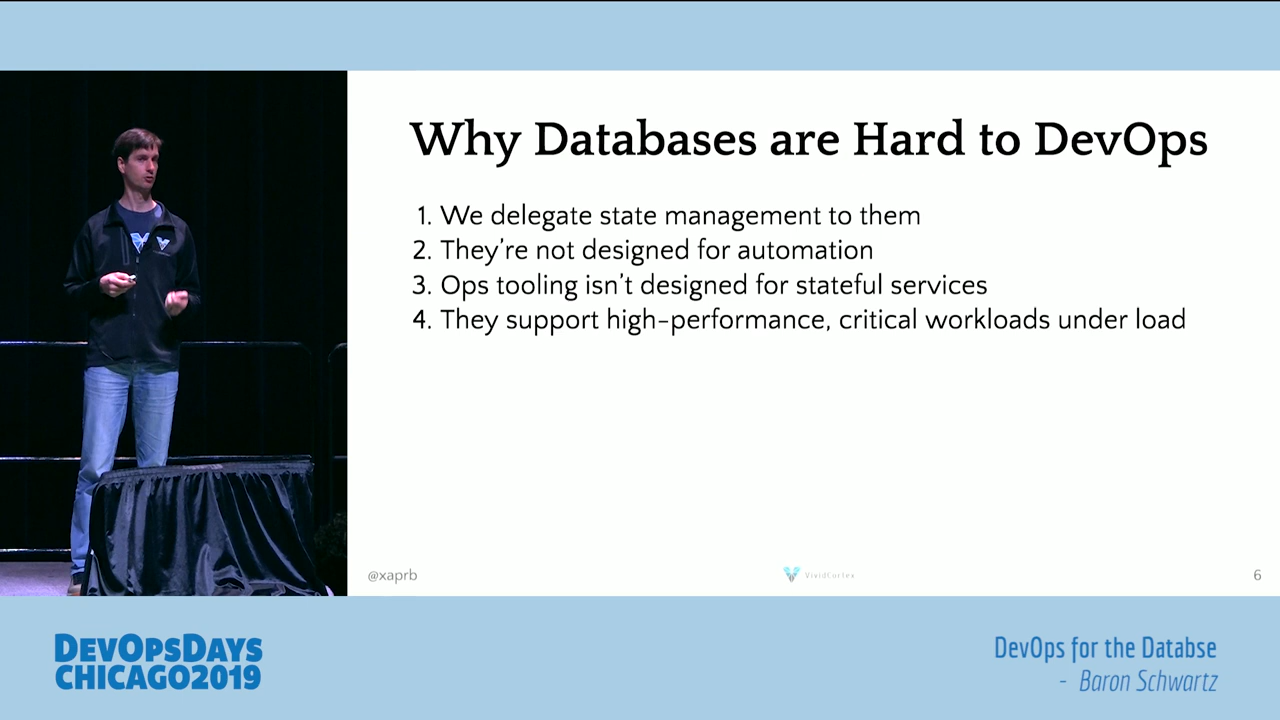 Why Databases are Hard to DevOps
1. We delegate state management to them
2. They're not designed for automation
3. Ops tooling isn't designed for stateful services
4. They support high-performance, critical workloads under load
@xaprb
VividCortex
6
DEVOPSDAYS
CHICAGO2019
DevOps for the Databse
- Baron Schwartz